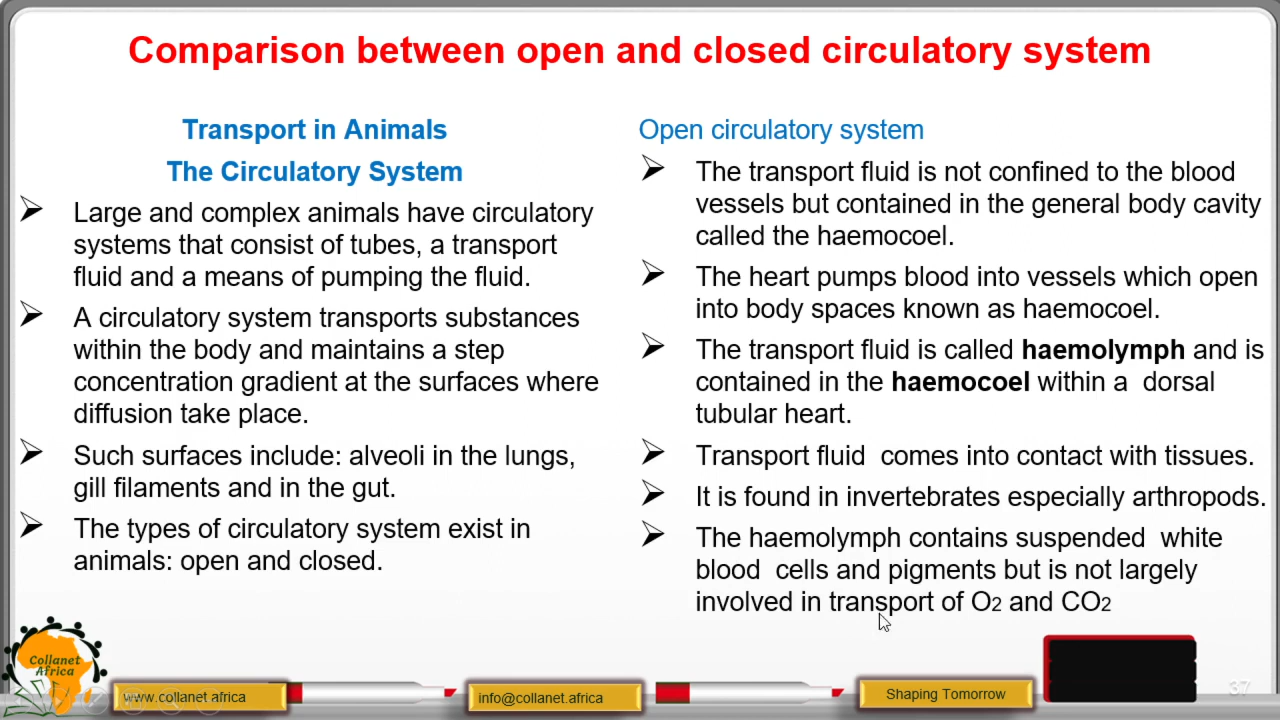 Comparison between open and closed circulatory system
Transport in Animals
The Circulatory System
➢ Large and complex animals have circulatory
systems that consist of tubes, a transport
fluid and a means of pumping the fluid.
➢ A circulatory system transports substances
within the body and maintains a step
concentration gradient at the surfaces where
diffusion take place.
➢ Such surfaces include: alveoli in the lungs,
gill filaments and in the gut.
➢ The types of circulatory system exist in
animals: open and closed.
Open circulatory system
➢ The transport fluid is not confined to the blood
vessels but contained in the general body cavity
called the haemocoel.
➢ The heart pumps blood into vessels which open
into body spaces known as haemocoel.
➢ The transport fluid is called haemolymph and is
contained in the haemocoel within a dorsal
tubular heart.
➢ Transport fluid comes into contact with tissues.
➢ It is found in invertebrates especially arthropods.
➢ The haemolymph contains suspended white
blood cells and pigments but is not largely
involved in transport of O2 and CO2
Collanet
Africa
www.collanet africa
info@collanet.africa
Shaping Tomorrow
37